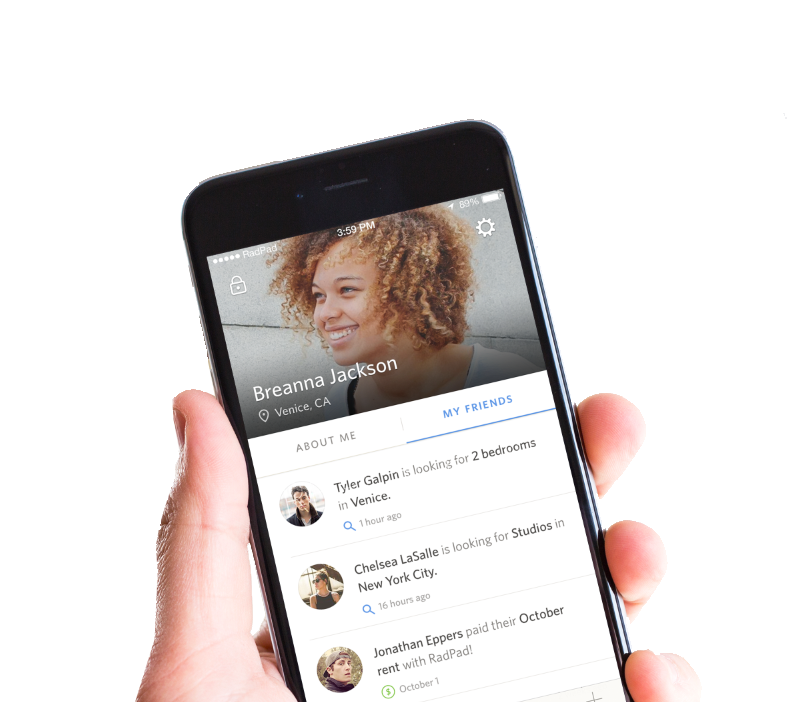 ●●●●● RadPad
3:59 PM
89%
Breanna Jackson
Venice, CA
ABOUT ME
MY FRIENDS
Tyler Galpin is looking for 2 bedrooms
in Venice.
1 hour ago
Chelsea LaSalle is looking for Studios in
New York City.
16 hours ago
Jonathan Eppers paid their October
rent with RadPad!
$ October 1